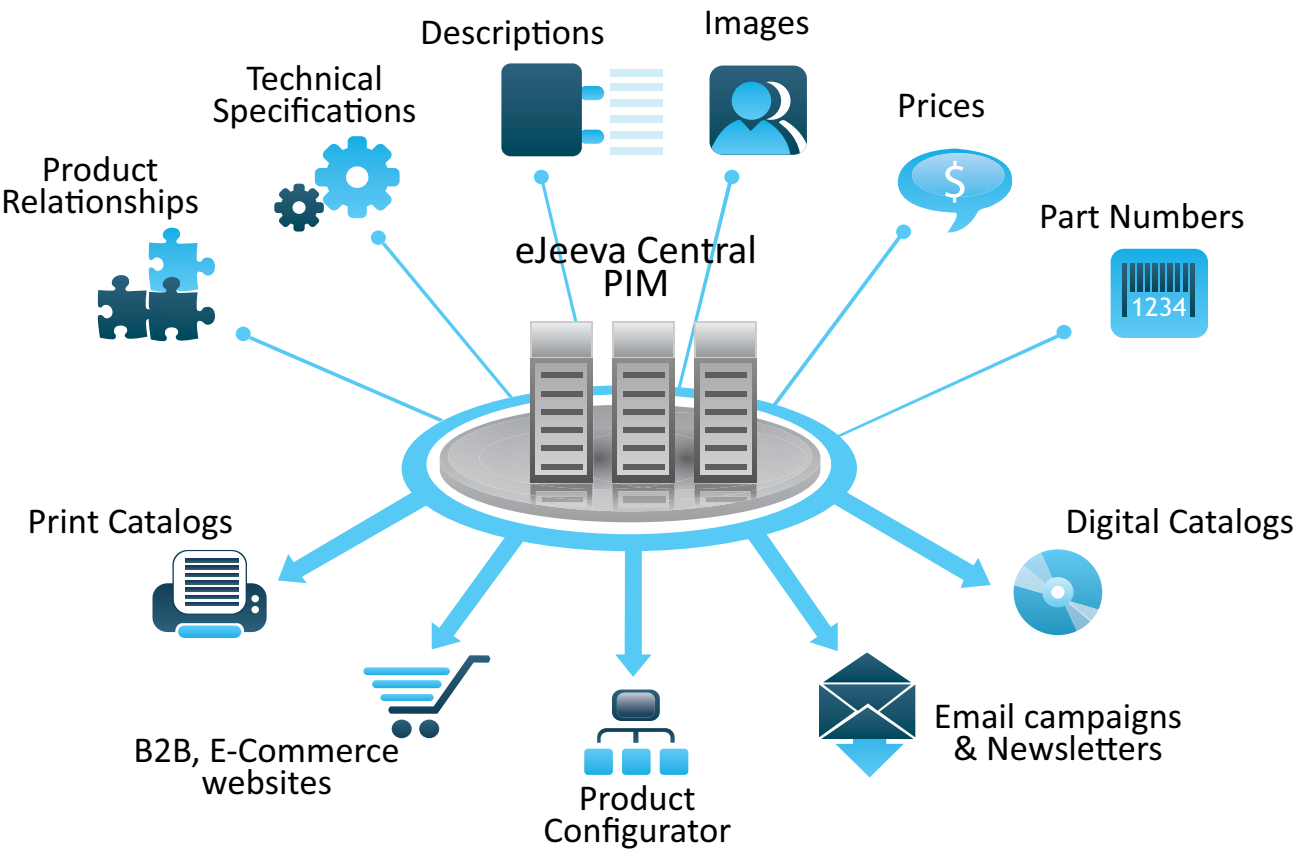 Descriptions
Images
Technical
Specifications
Prices
Product
Relationships
Part Numbers
$
1234
eJeeva Central
PIM
Print Catalogs
Digital Catalogs
B2B, E-Commerce
websites
Email campaigns
& Newsletters
Product
Configurator